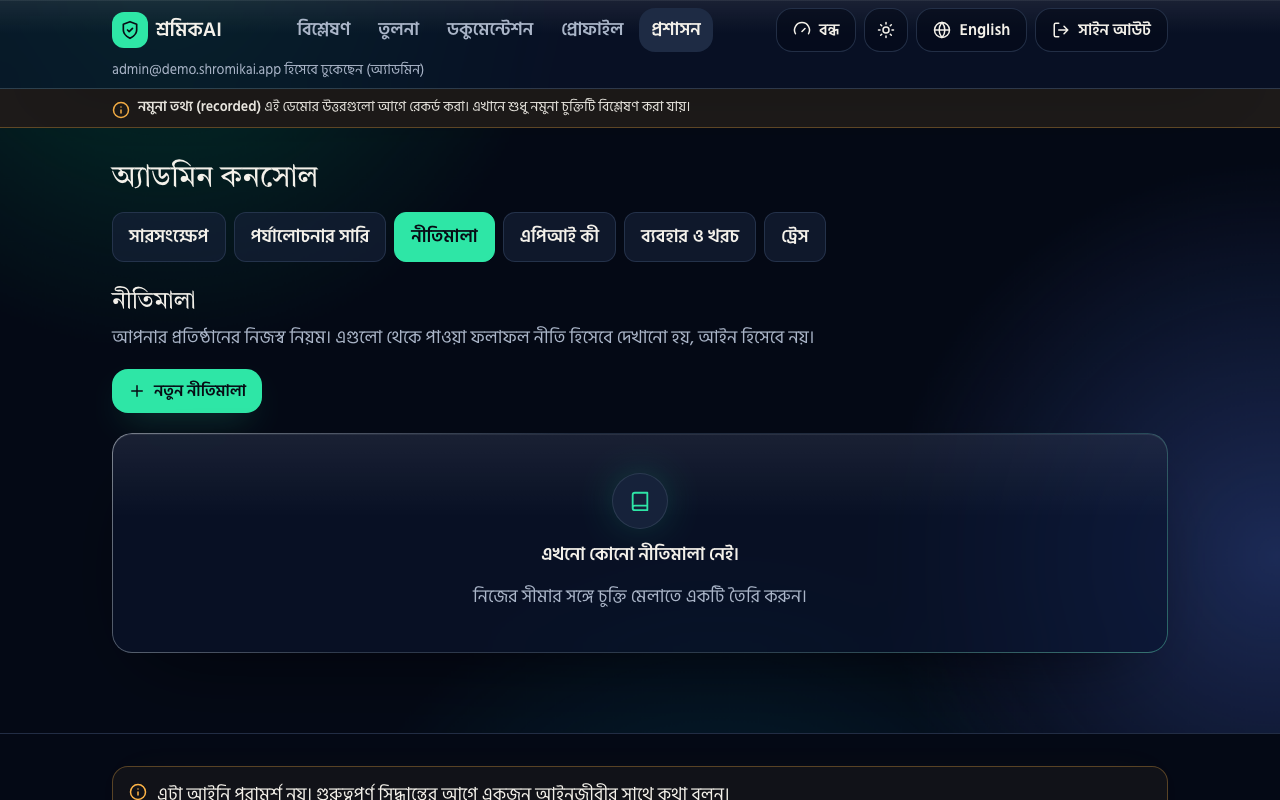 শ্রমিকAI
বিশ্লেষণ
তুলনা
ডকুমেন্টেশন
প্রোফাইল
প্রশাসন
বন্ধ
English
সাইন আউট
admin@demo.shromikai.app হিসেবে ঢুকেছেন (অ্যাডমিন)
নমুনা তথ্য (recorded) এই ডেমোর উত্তরগুলো আগে রেকর্ড করা। এখানে শুধু নমুনা চুক্তিটি বিশ্লেষণ করা যায়।
অ্যাডমিন কনসোল
সারসংক্ষেপ
পর্যালোচনার সারি
নীতিমালা
এপিআই কী
ব্যবহার ও খরচ
ট্রেস
নীতিমালা
আপনার প্রতিষ্ঠানের নিজস্ব নিয়ম। এগুলো থেকে পাওয়া ফলাফল নীতি হিসেবে দেখানো হয়, আইন হিসেবে নয়।
নতুন নীতিমালা
এখনো কোনো নীতিমালা নেই।
নিজের সীমার সঙ্গে চুক্তি মেলাতে একটি তৈরি করুন।
এটা আইনি পরামর্শ নয়। গুরুত্বপূর্ণ সিদ্ধান্তের আগে একজন আইনজীবীর সাথে কথা বলুন।